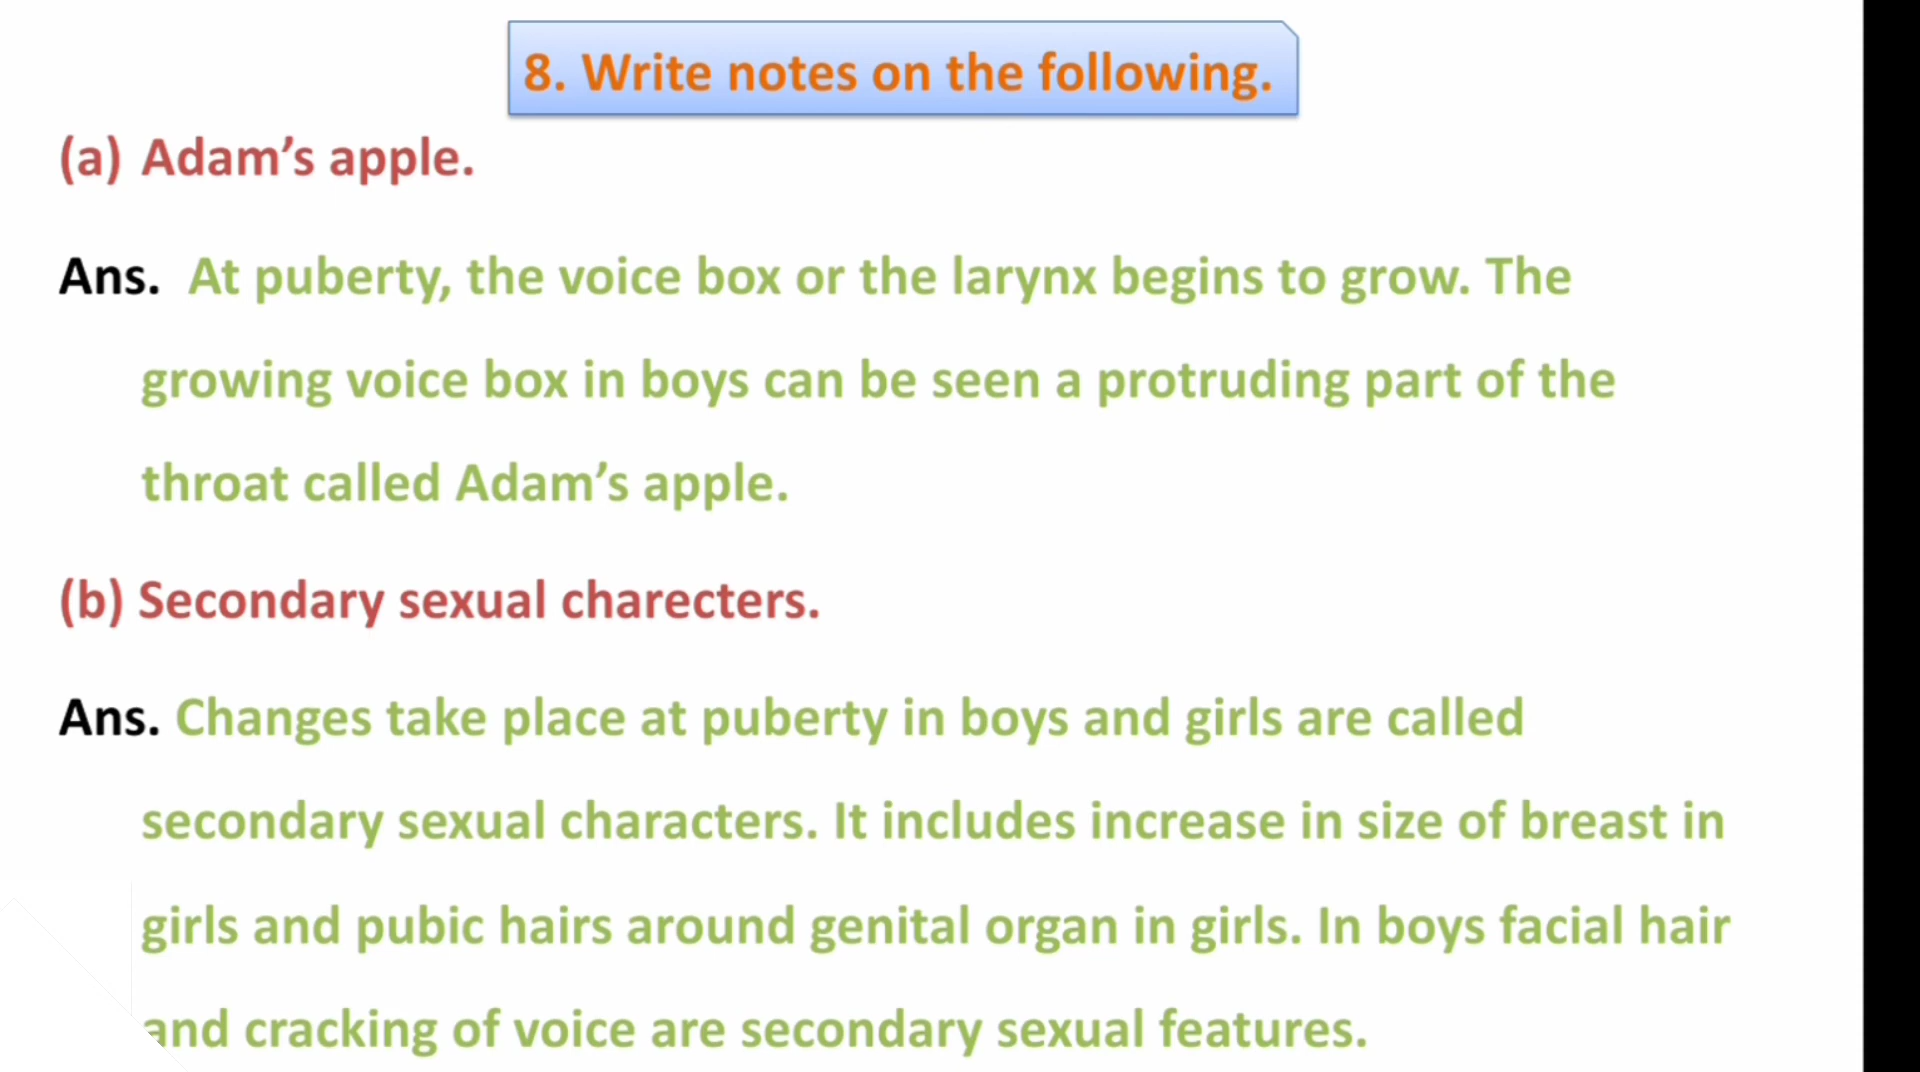 8. Write notes on the following.
(a) Adam’s apple.
Ans. At puberty, the voice box or the larynx begins to grow. The
growing voice box in boys can be seen a protruding part of the
throat called Adam’s apple.
(b) Secondary sexual charecters.
Ans. Changes take place at puberty in boys and girls are called
secondary sexual characters. It includes increase in size of breast in
girls and pubic hairs around genital organ in girls. In boys facial hair
and cracking of voice are secondary sexual features.